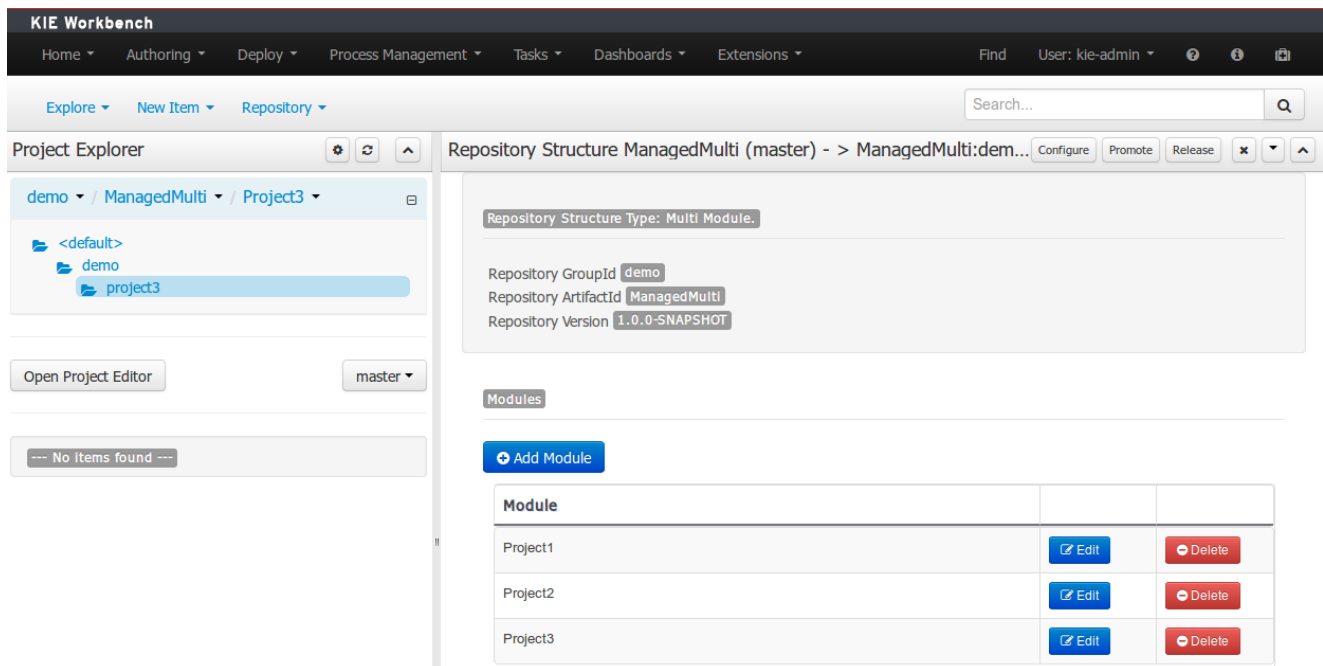 KIE Workbench
Home Authoring Deploy Process Management Tasks Dashboards Extensions Find User: kie-admin
Explore New Item Repository Search...
Project Explorer
demo / ManagedMulti / Project3
<default>
demo
project3
Open Project Editor master
--- No items found ---
Repository Structure ManagedMulti (master) - > ManagedMulti:dem... Configure Promote Release
Repository Structure Type: Multi Module.
Repository GroupId demo
Repository ArtifactId ManagedMulti
Repository Version 1.0.0-SNAPSHOT
Modules
Add Module
Module
Project1 Edit Delete
Project2 Edit Delete
Project3 Edit Delete